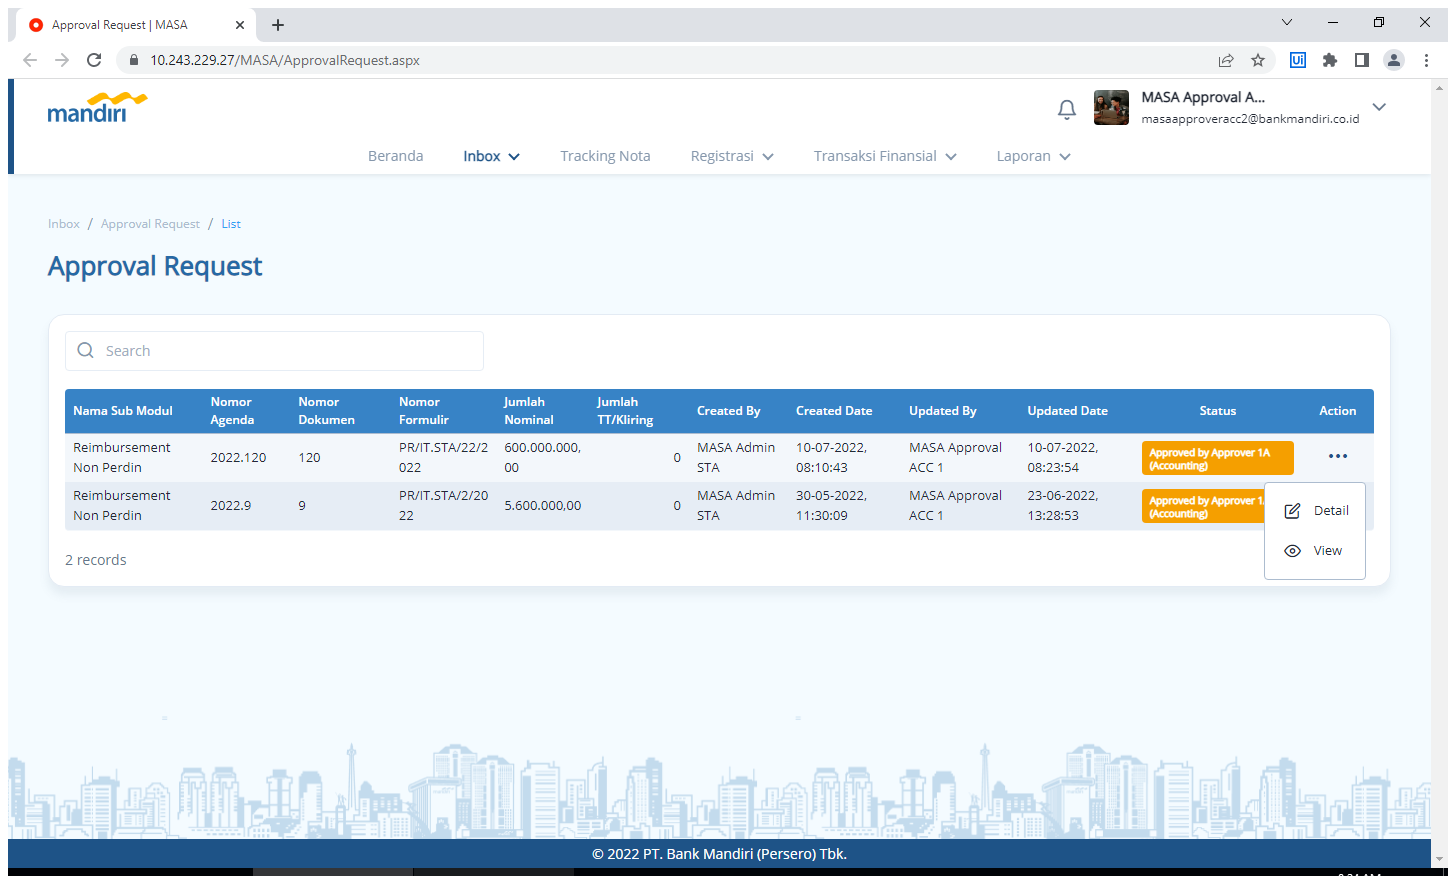 Approval Request | MASA
10.243.229.27/MASA/ApprovalRequest.aspx
mandiri
MASA Approval A...
masaapproveracc2@bankmandiri.co.id
Beranda Inbox Tracking Nota Registrasi Transaksi Finansial Laporan
Inbox / Approval Request / List
Approval Request
Search
Nama Sub Modul Nomor Agenda Nomor Dokumen Nomor Formulir Jumlah Nominal Jumlah TT/Kliring Created By Created Date Updated By Updated Date Status Action
Reimbursement Non Perdin 2022.120 120 PR/IT.STA/22/2022 600.000.000,00 0 MASA Admin STA 10-07-2022, 08:10:43 MASA Approval ACC 1 10-07-2022, 08:23:54 Approved by Approver 1A (Accounting) •••
Reimbursement Non Perdin 2022.9 9 PR/IT.STA/2/2022 5.600.000,00 0 MASA Admin STA 30-05-2022, 11:30:09 MASA Approval ACC 1 23-06-2022, 13:28:53 Approved by Approver (Accounting)
Detail
View
2 records
© 2022 PT. Bank Mandiri (Persero) Tbk.